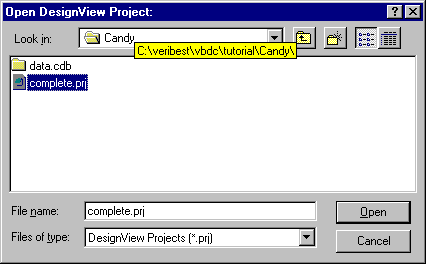 Open DesignView Project:
Look in: Candy
C:\veribest\vbdc\tutorial\Candy\
data.cdb
complete.prj
File name: complete.prj Open
Files of type: DesignView Projects (*.prj) Cancel